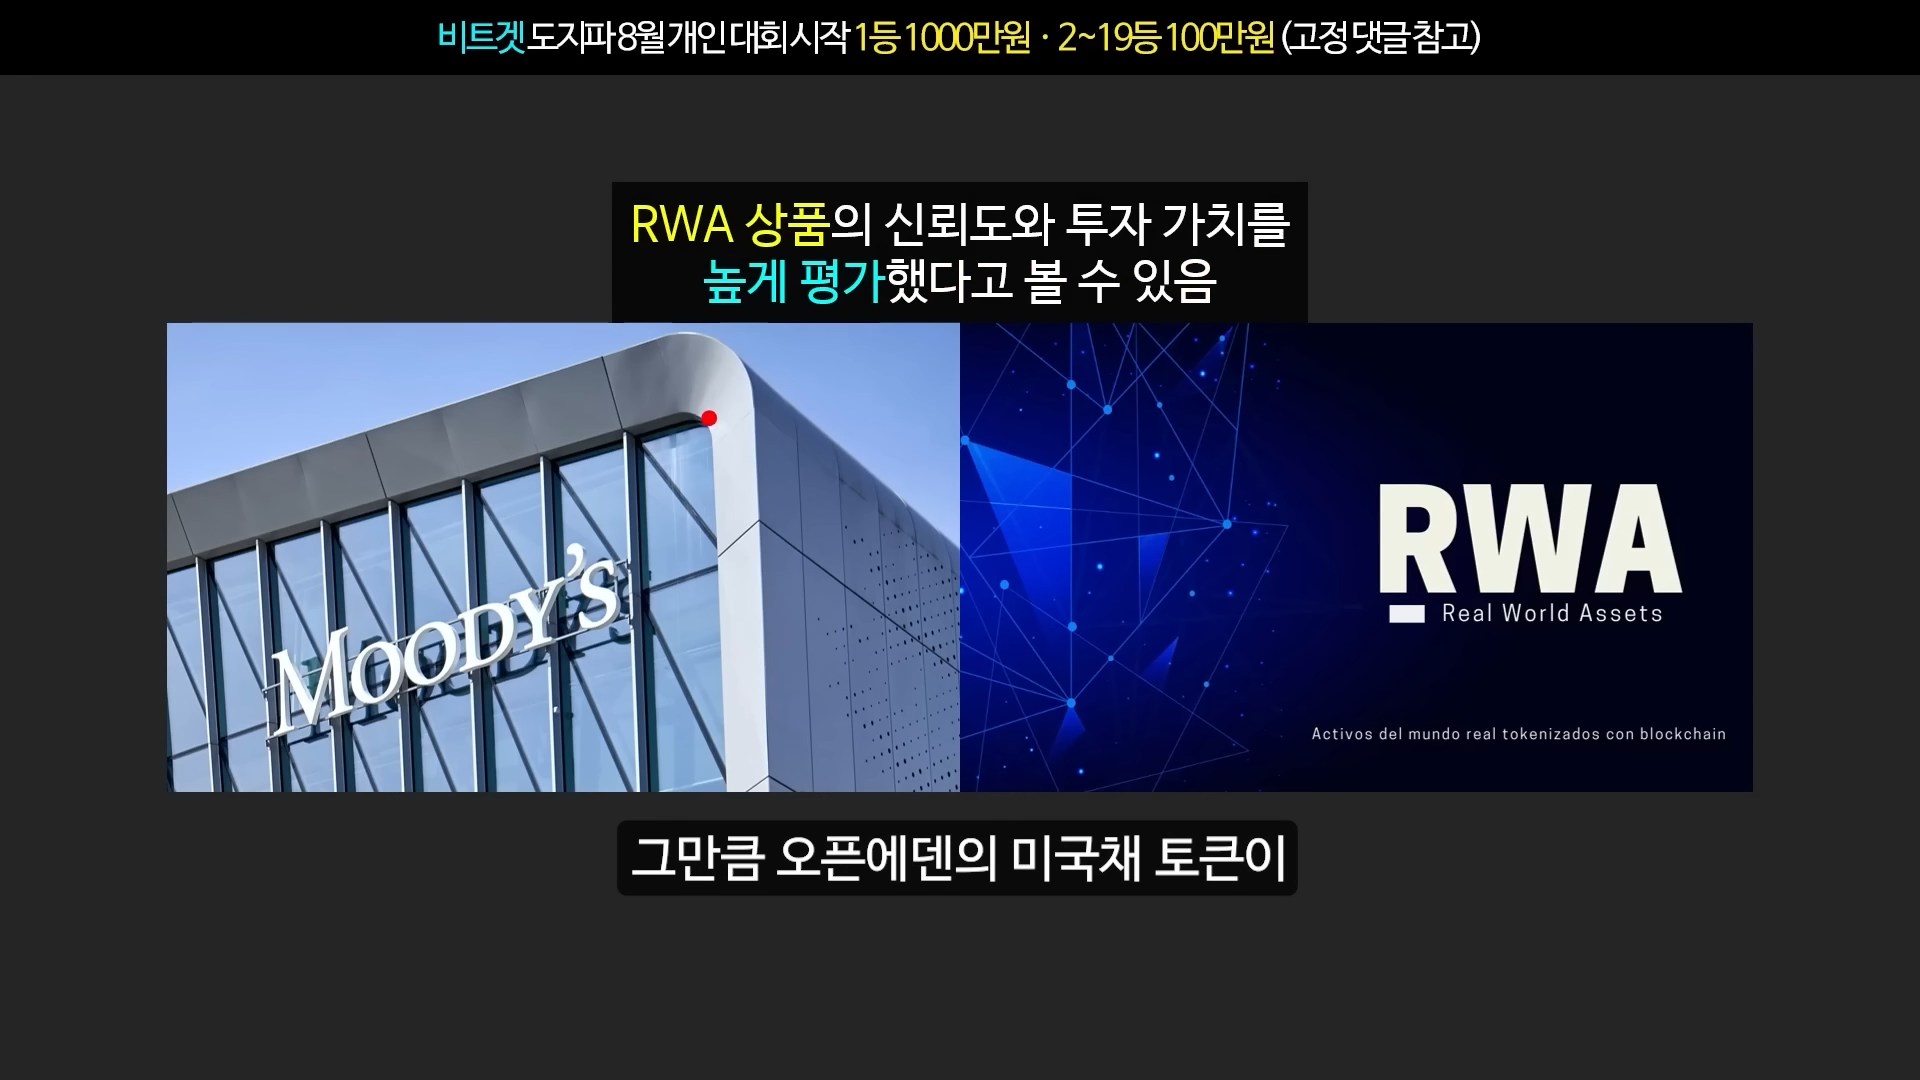 비트겟 도지파 8월 개인 대회 시작 1등 1000만원 · 2~19등 100만원 (고정 댓글 참고)
RWA 상품의 신뢰도와 투자 가치를
높게 평가했다고 볼 수 있음
MOODY'S
RWA
Real World Assets
Activos del mundo real tokenizados con blockchain
그만큼 오픈에덴의 미국채 토큰이